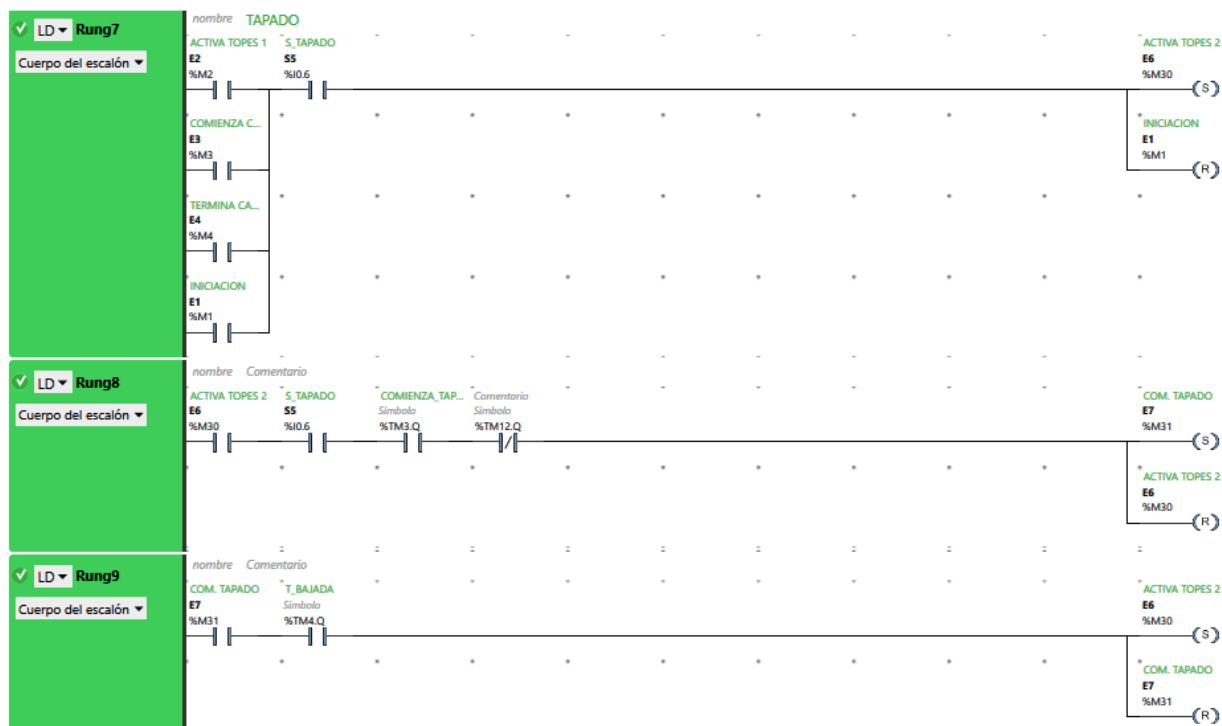 nombre TAPADO
LD Rung7
Cuerpo del escalón
ACTIVA TOPES 1 S_TAPADO ACTIVA TOPES 2
E2 S5 E6
%M2 %I0.6 %M30
S
COMIENZA C... INICIACION
E3 E1
%M3 %M1
R
TERMINA CA...
E4
%M4
INICIACION
E1
%M1
nombre Comentario
LD Rung8
Cuerpo del escalón
ACTIVA TOPES 2 S_TAPADO COMIENZA_TAP... Comentario COM. TAPADO
E6 S5 Símbolo Símbolo E7
%M30 %I0.6 %TM3.Q %TM12.Q %M31
S
ACTIVA TOPES 2
E6
%M30
R
nombre Comentario
LD Rung9
Cuerpo del escalón
COM. TAPADO T_BAJADA ACTIVA TOPES 2
E7 Símbolo E6
%M31 %TM4.Q %M30
S
COM. TAPADO
E7
%M31
R